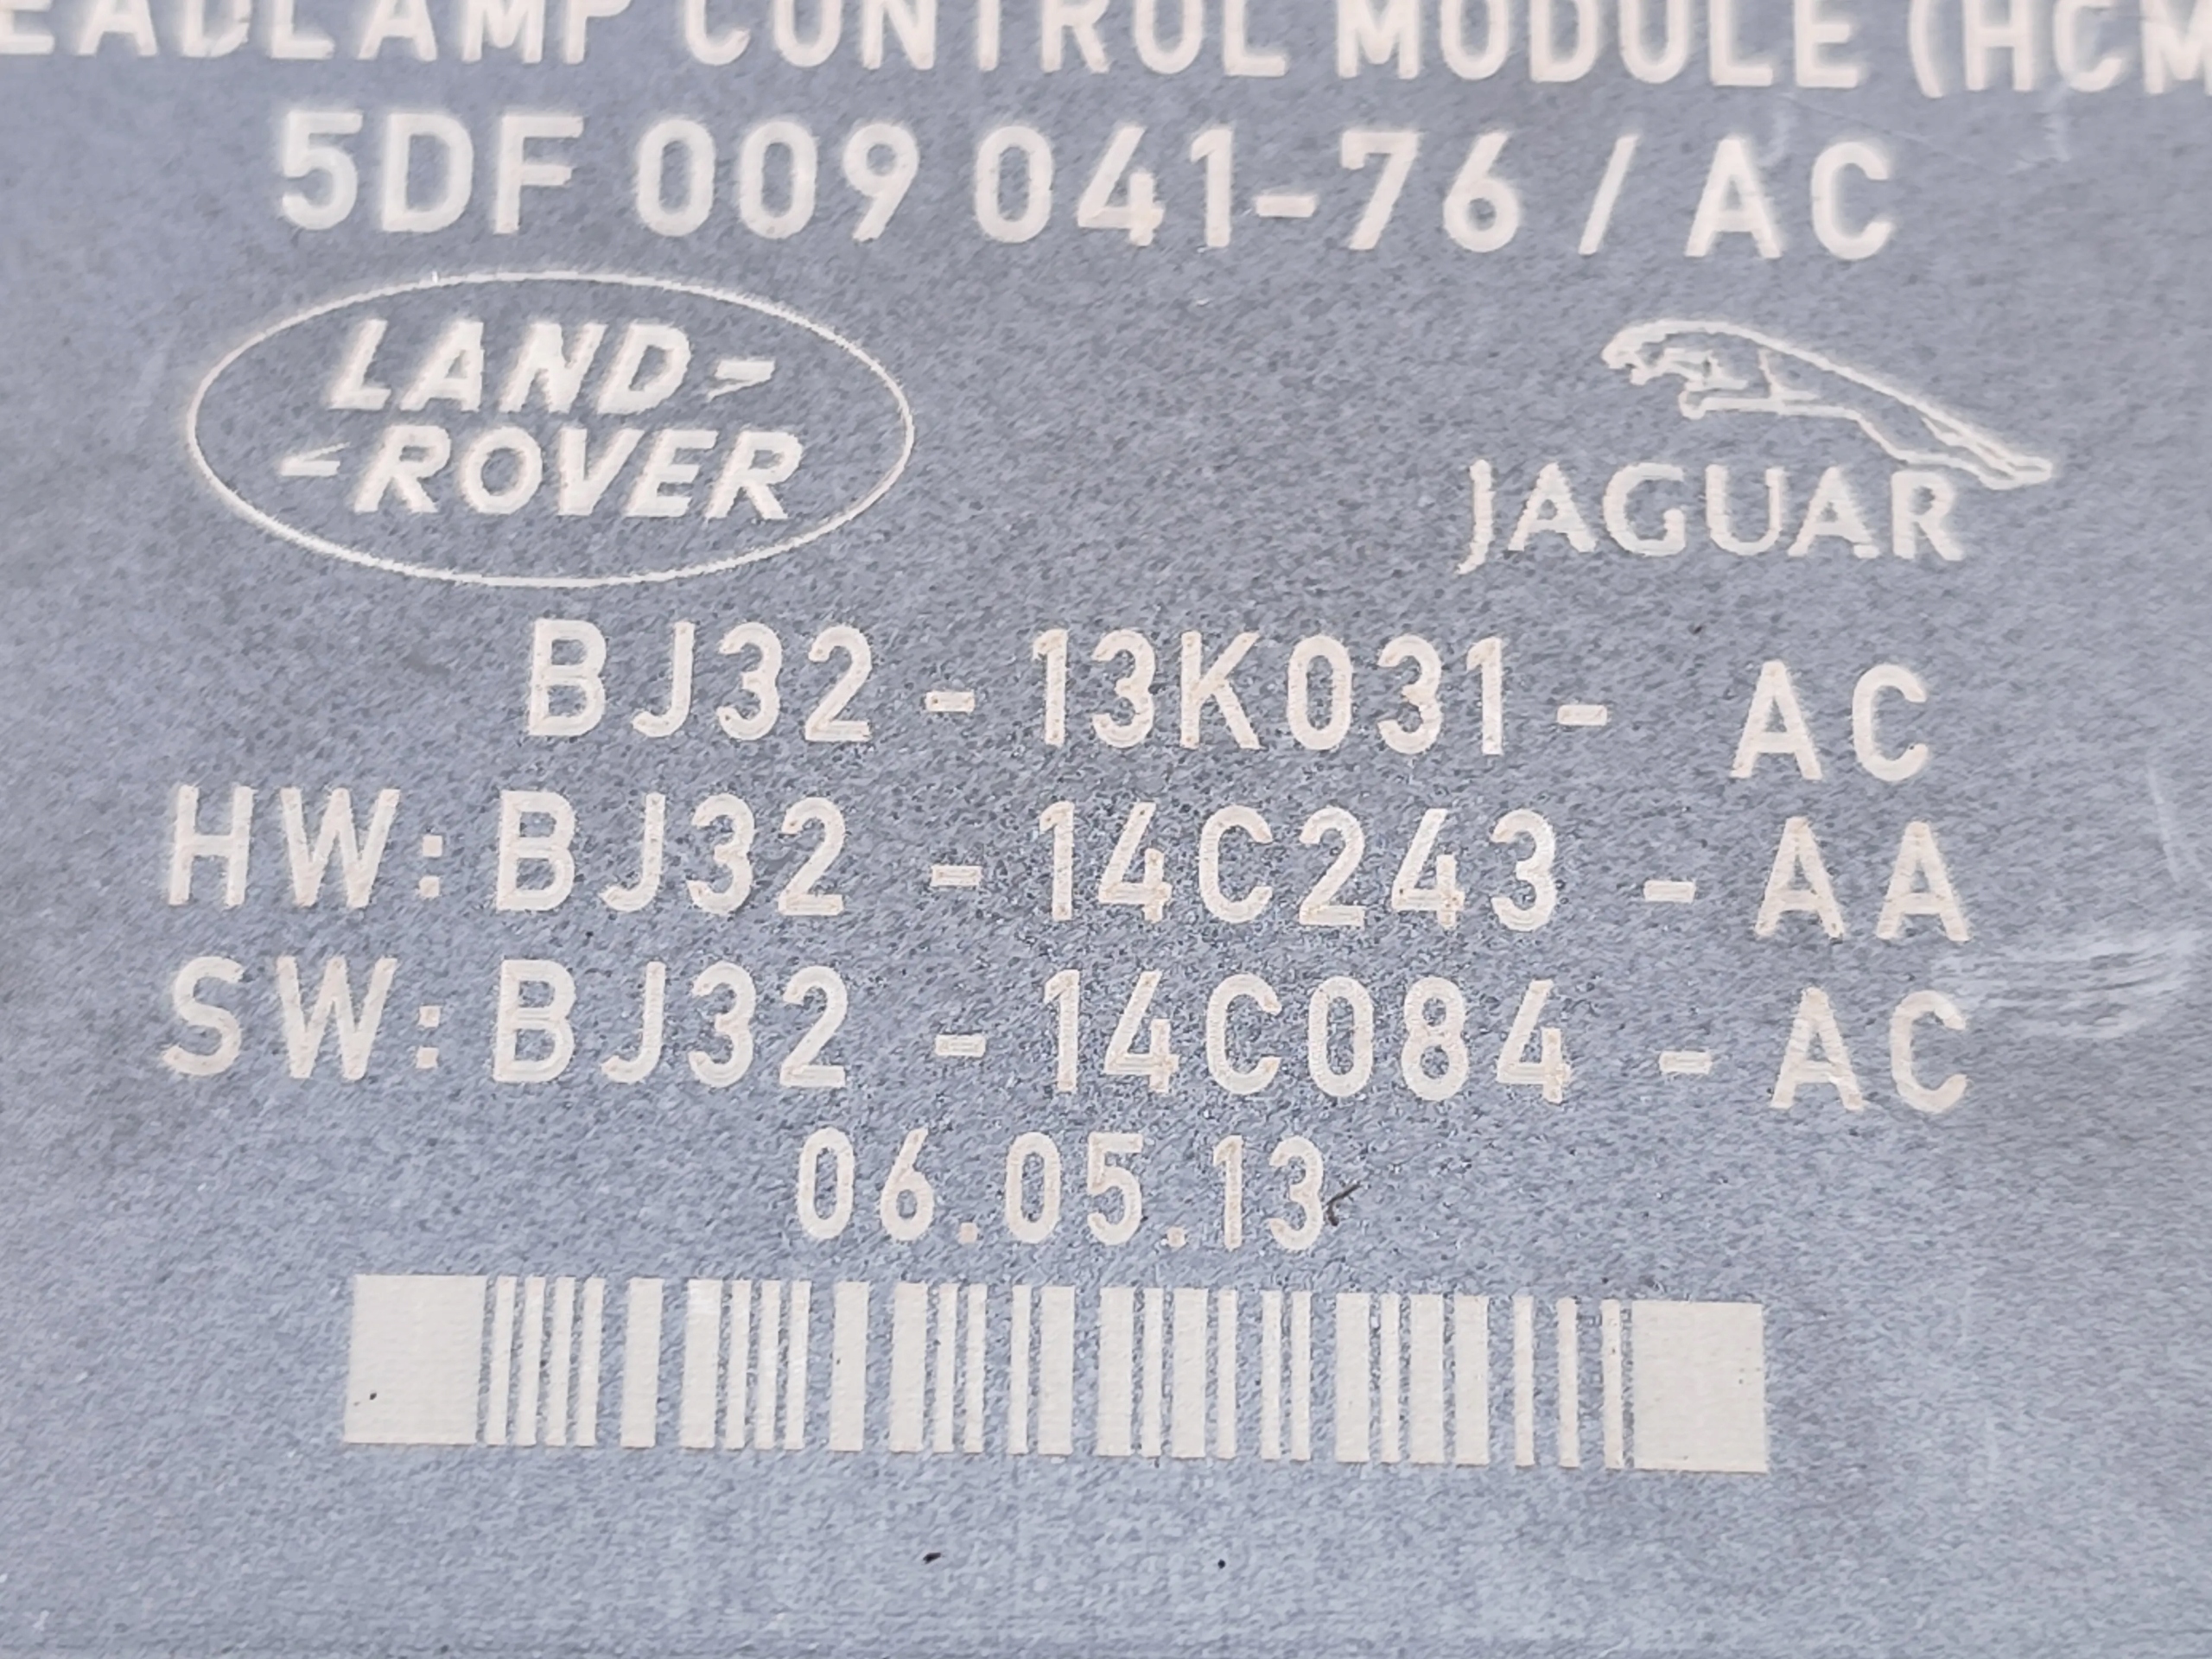 EADLAMP CONTROL MODULE (HCM
5DF 009 041-76 / AC
LAND-
-ROVER
JAGUAR
BJ32 - 13K031 - AC
HW: BJ32 - 14C243 - AA
SW: BJ32 - 14C084 - AC
06.05.13